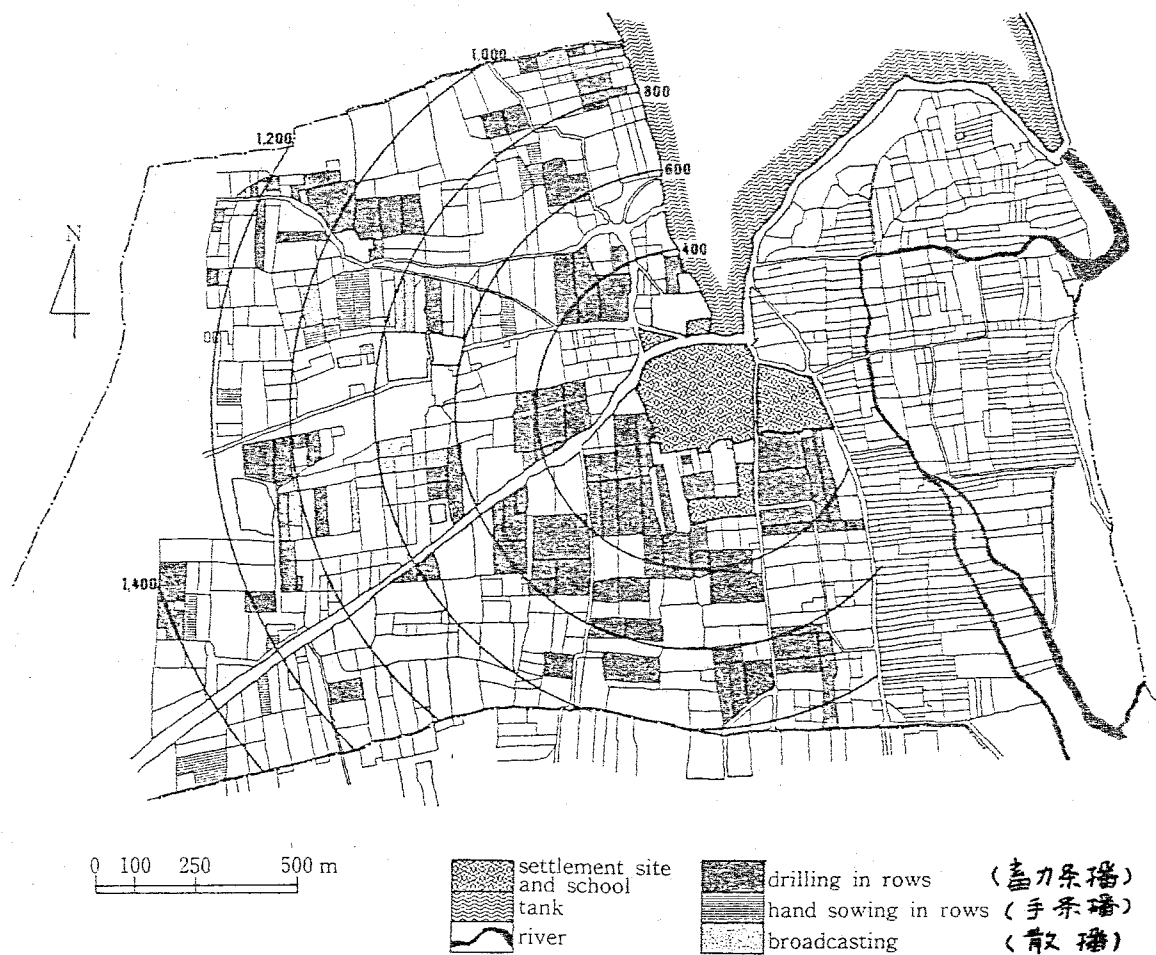 1,000
800
1,200
600
N
400
1,400
0 100 250 500 m
settlement site
and school
tank
river
drilling in rows (畜力条播)
hand sowing in rows (手条播)
broadcasting (散播)